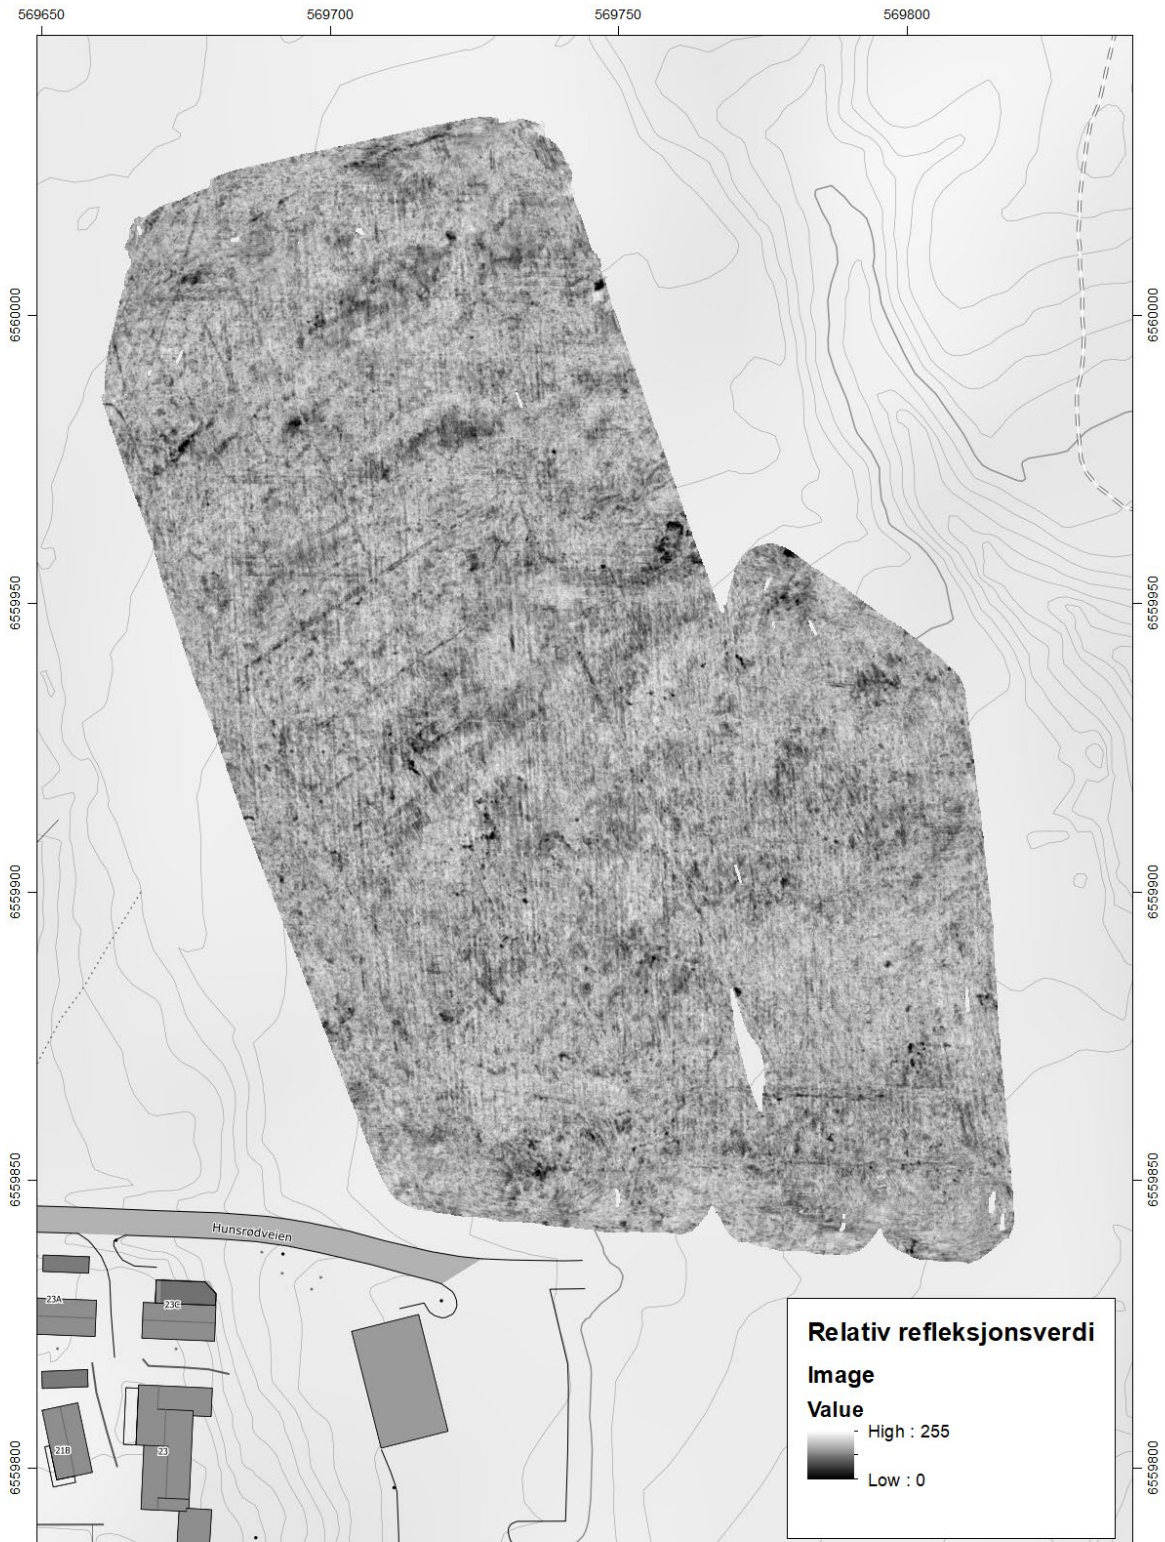 569650 569700 569750 569800
6560000 6560000
6559950 6559950
6559900 6559900
6559850 6559850
Hunsrødveien
23A
23C
Relativ refleksjonsverdi
Image
Value
High : 255
Low : 0
21B
23
6559800 6559800